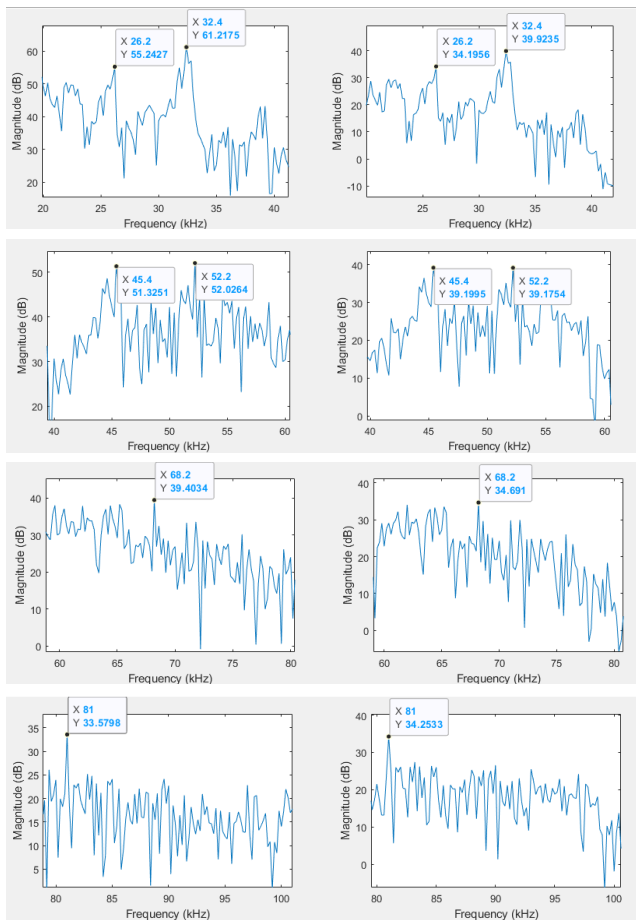 X 26.2
Y 55.2427
X 32.4
Y 61.2175
Magnitude (dB)
60
50
40
30
20
20 25 30 35 40
Frequency (kHz)
X 26.2
Y 34.1956
X 32.4
Y 39.9235
Magnitude (dB)
40
30
20
10
0
-10
25 30 35 40
Frequency (kHz)
X 45.4
Y 51.3251
X 52.2
Y 52.0264
Magnitude (dB)
50
40
30
20
40 45 50 55 60
Frequency (kHz)
X 45.4
Y 39.1995
X 52.2
Y 39.1754
Magnitude (dB)
40
30
20
10
0
40 45 50 55 60
Frequency (kHz)
X 68.2
Y 39.4034
Magnitude (dB)
40
30
20
10
0
60 65 70 75 80
Frequency (kHz)
X 68.2
Y 34.691
Magnitude (dB)
40
30
20
10
0
60 65 70 75 80
Frequency (kHz)
X 81
Y 33.5798
Magnitude (dB)
35
30
25
20
15
10
5
80 85 90 95 100
Frequency (kHz)
X 81
Y 34.2533
Magnitude (dB)
30
20
10
0
80 85 90 95 100
Frequency (kHz)